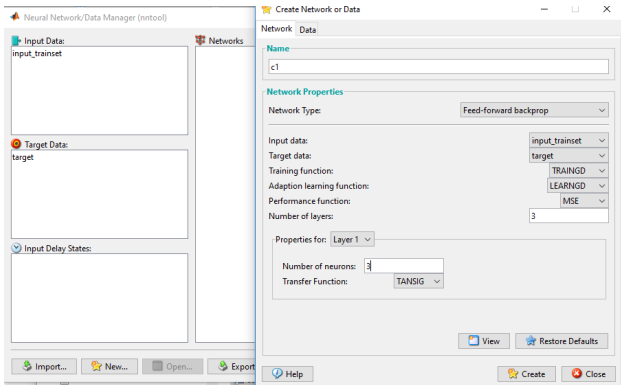 Neural Network/Data Manager (nntool)
Input Data:
input_trainset
Networks
Target Data:
target
Input Delay States:
Import...
New...
Open...
Export
Create Network or Data
Network Data
Name
c1
Network Properties
Network Type: Feed-forward backprop
Input data: input_trainset
Target data: target
Training function: TRAINGD
Adaption learning function: LEARNGD
Performance function: MSE
Number of layers: 3
Properties for: Layer 1
Number of neurons: 3
Transfer Function: TANSIG
View
Restore Defaults
Help
Create
Close